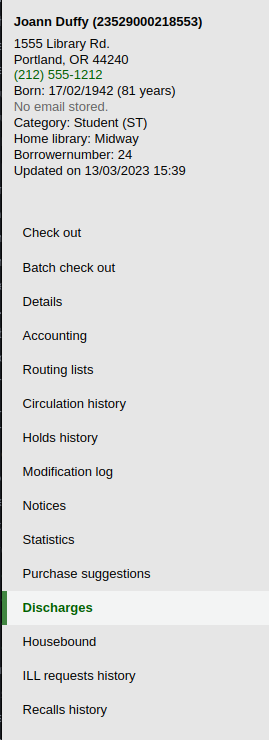 Joann Duffy (23529000218553)
1555 Library Rd.
Portland, OR 44240
(212) 555-1212
Born: 17/02/1942 (81 years)
No email stored.
Category: Student (ST)
Home library: Midway
Borrowernumber: 24
Updated on 13/03/2023 15:39
Check out
Batch check out
Details
Accounting
Routing lists
Circulation history
Holds history
Modification log
Notices
Statistics
Purchase suggestions
Discharges
Housebound
ILL requests history
Recalls history